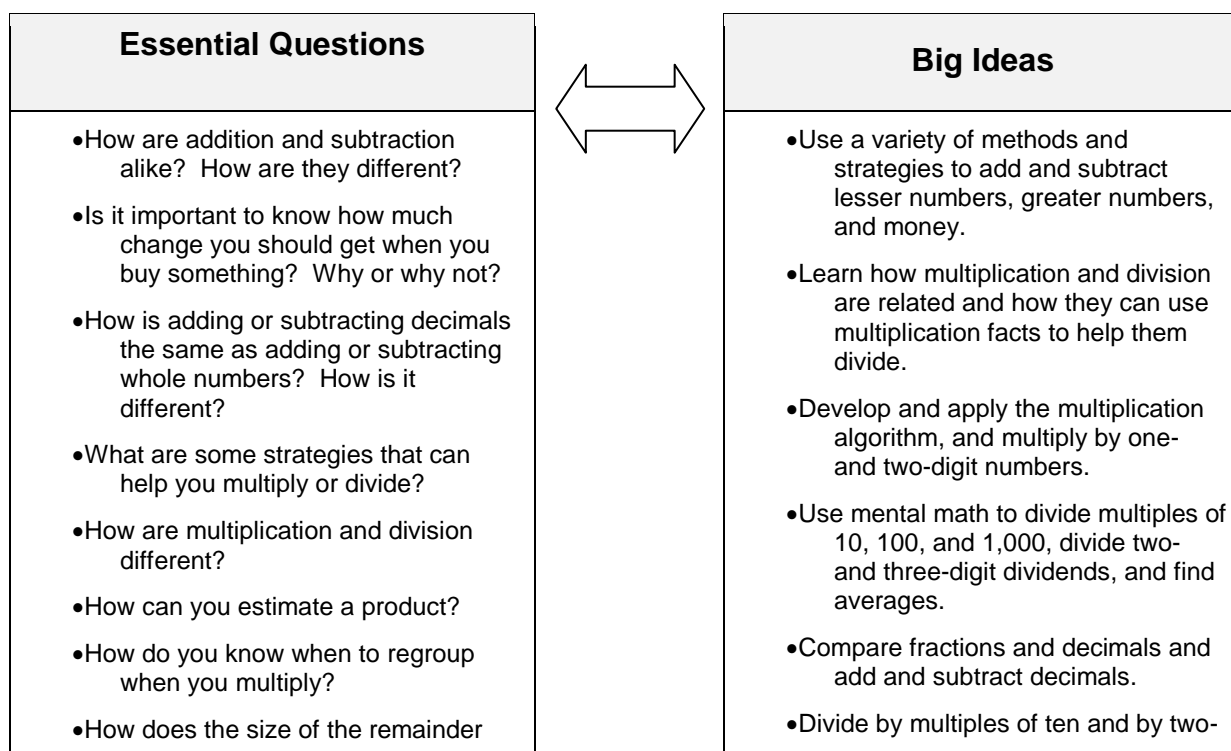 Essential Questions
•How are addition and subtraction
alike?  How are they different?
•Is it important to know how much
change you should get when you
buy something?  Why or why not?
•How is adding or subtracting decimals
the same as adding or subtracting
whole numbers?  How is it
different?
•What are some strategies that can
help you multiply or divide?
•How are multiplication and division
different?
•How can you estimate a product?
•How do you know when to regroup
when you multiply?
•How does the size of the remainder
Big Ideas
•Use a variety of methods and
strategies to add and subtract
lesser numbers, greater numbers,
and money.
•Learn how multiplication and division
are related and how they can use
multiplication facts to help them
divide.
•Develop and apply the multiplication
algorithm, and multiply by one-
and two-digit numbers.
•Use mental math to divide multiples of
10, 100, and 1,000, divide two-
and three-digit dividends, and find
averages.
•Compare fractions and decimals and
add and subtract decimals.
•Divide by multiples of ten and by two-